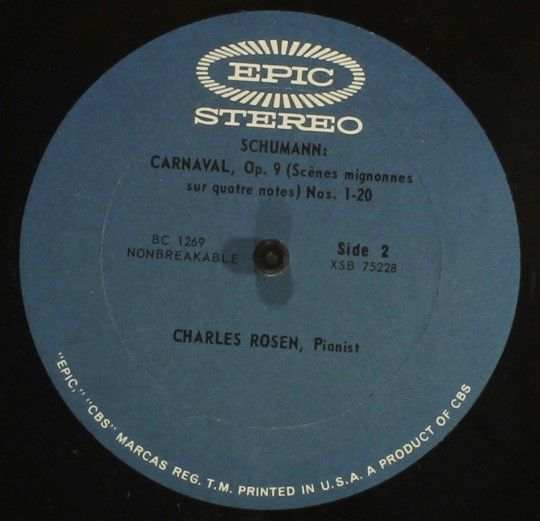 EPIC
STEREO
SCHUMANN:
CARNAVAL, Op. 9 (Scènes mignonnes
sur quatre notes) Nos. 1-20
BC 1269
NONBREAKABLE
Side 2
XSB 75228
CHARLES ROSEN, Pianist
"EPIC," "CBS" MARCAS REG. T.M. PRINTED IN U.S.A. A PRODUCT OF CBS